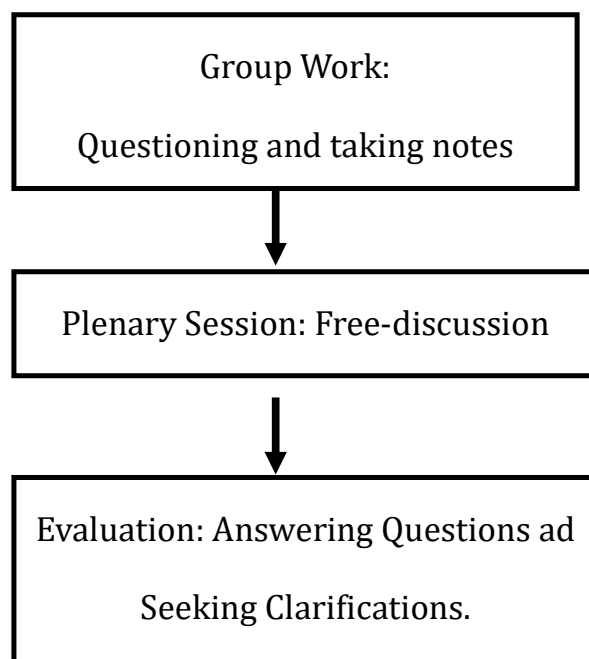 Group Work:
Questioning and taking notes
Plenary Session: Free-discussion
Evaluation: Answering Questions ad
Seeking Clarifications.